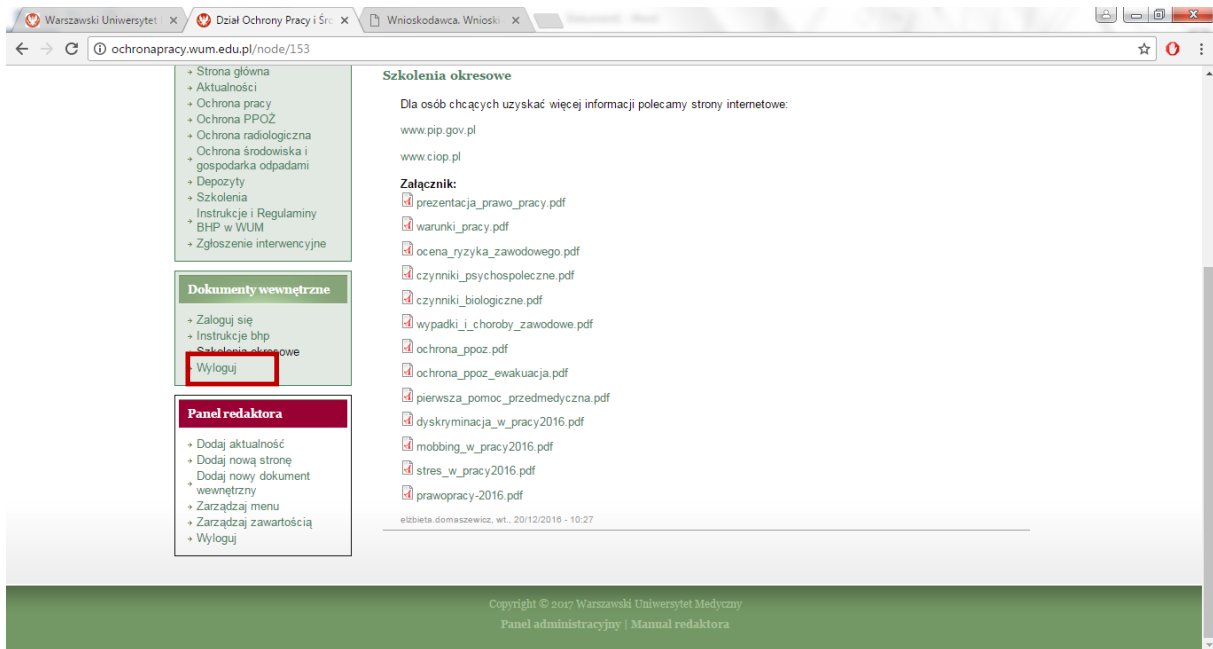 Warszawski Uniwersytet
Dział Ochrony Pracy i Śro
Wnioskodawca. Wnioski
ochronapracy.wum.edu.pl/node/153
Strona główna
Aktualności
Ochrona pracy
Ochrona PPOŻ
Ochrona radiologiczna
Ochrona środowiska i
gospodarka odpadami
Depozyty
Szkolenia
Instrukcje i Regulaminy
BHP w WUM
Zgłoszenie interwencyjne
Dokumenty wewnętrzne
Zaloguj się
Instrukcje bhp
Szkolenia okresowe
Wyloguj
Panel redaktora
Dodaj aktualność
Dodaj nową stronę
Dodaj nowy dokument
wewnętrzny
Zarządzaj menu
Zarządzaj zawartością
Wyloguj
Szkolenia okresowe
Dla osób chcących uzyskać więcej informacji polecamy strony internetowe:
www.pip.gov.pl
www.ciop.pl
Załącznik:
prezentacja_prawo_pracy.pdf
warunki_pracy.pdf
ocena_ryzyka_zawodowego.pdf
czynniki_psychospoleczne.pdf
czynniki_biologiczne.pdf
wypadki_i_choroby_zawodowe.pdf
ochrona_ppoz.pdf
ochrona_ppoz_ewakuacja.pdf
pierwsza_pomoc_przedmedyczna.pdf
dyskryminacja_w_pracy2016.pdf
mobbing_w_pracy2016.pdf
stres_w_pracy2016.pdf
prawopracy-2016.pdf
elżbieta.domaszewicz, wt., 20/12/2016 - 10:27
Copyright © 2017 Warszawski Uniwersytet Medyczny
Panel administracyjny | Manual redaktora